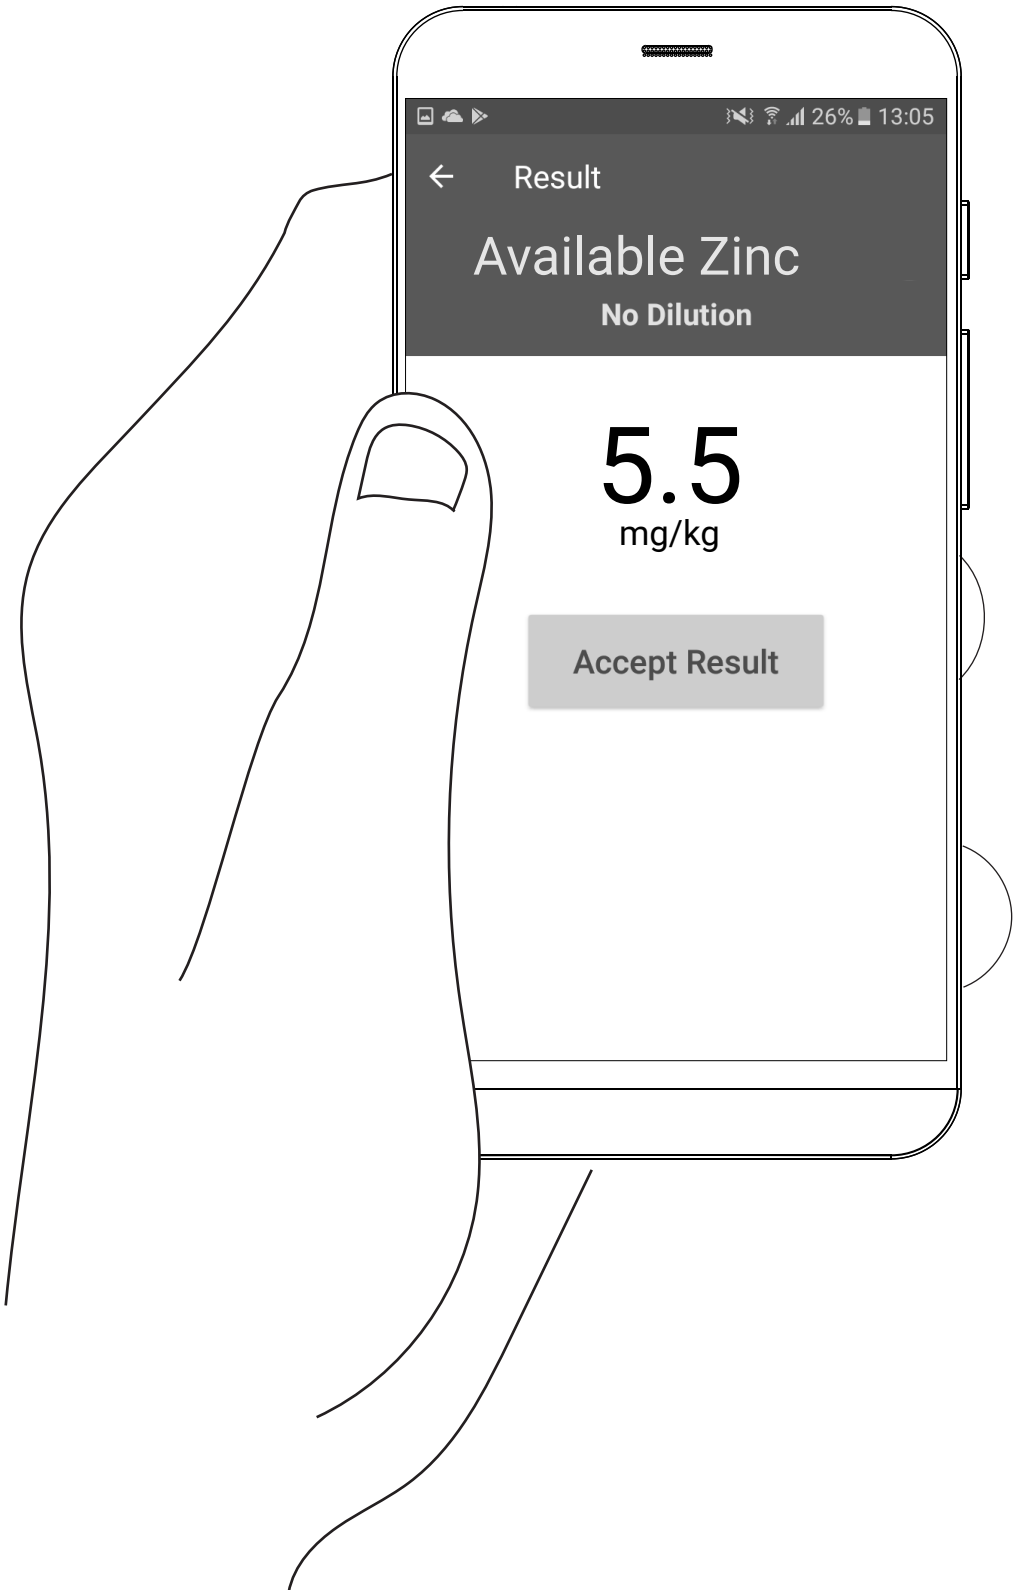 26% 13:05
Result
Available Zinc
No Dilution
5.5
mg/kg
Accept Result